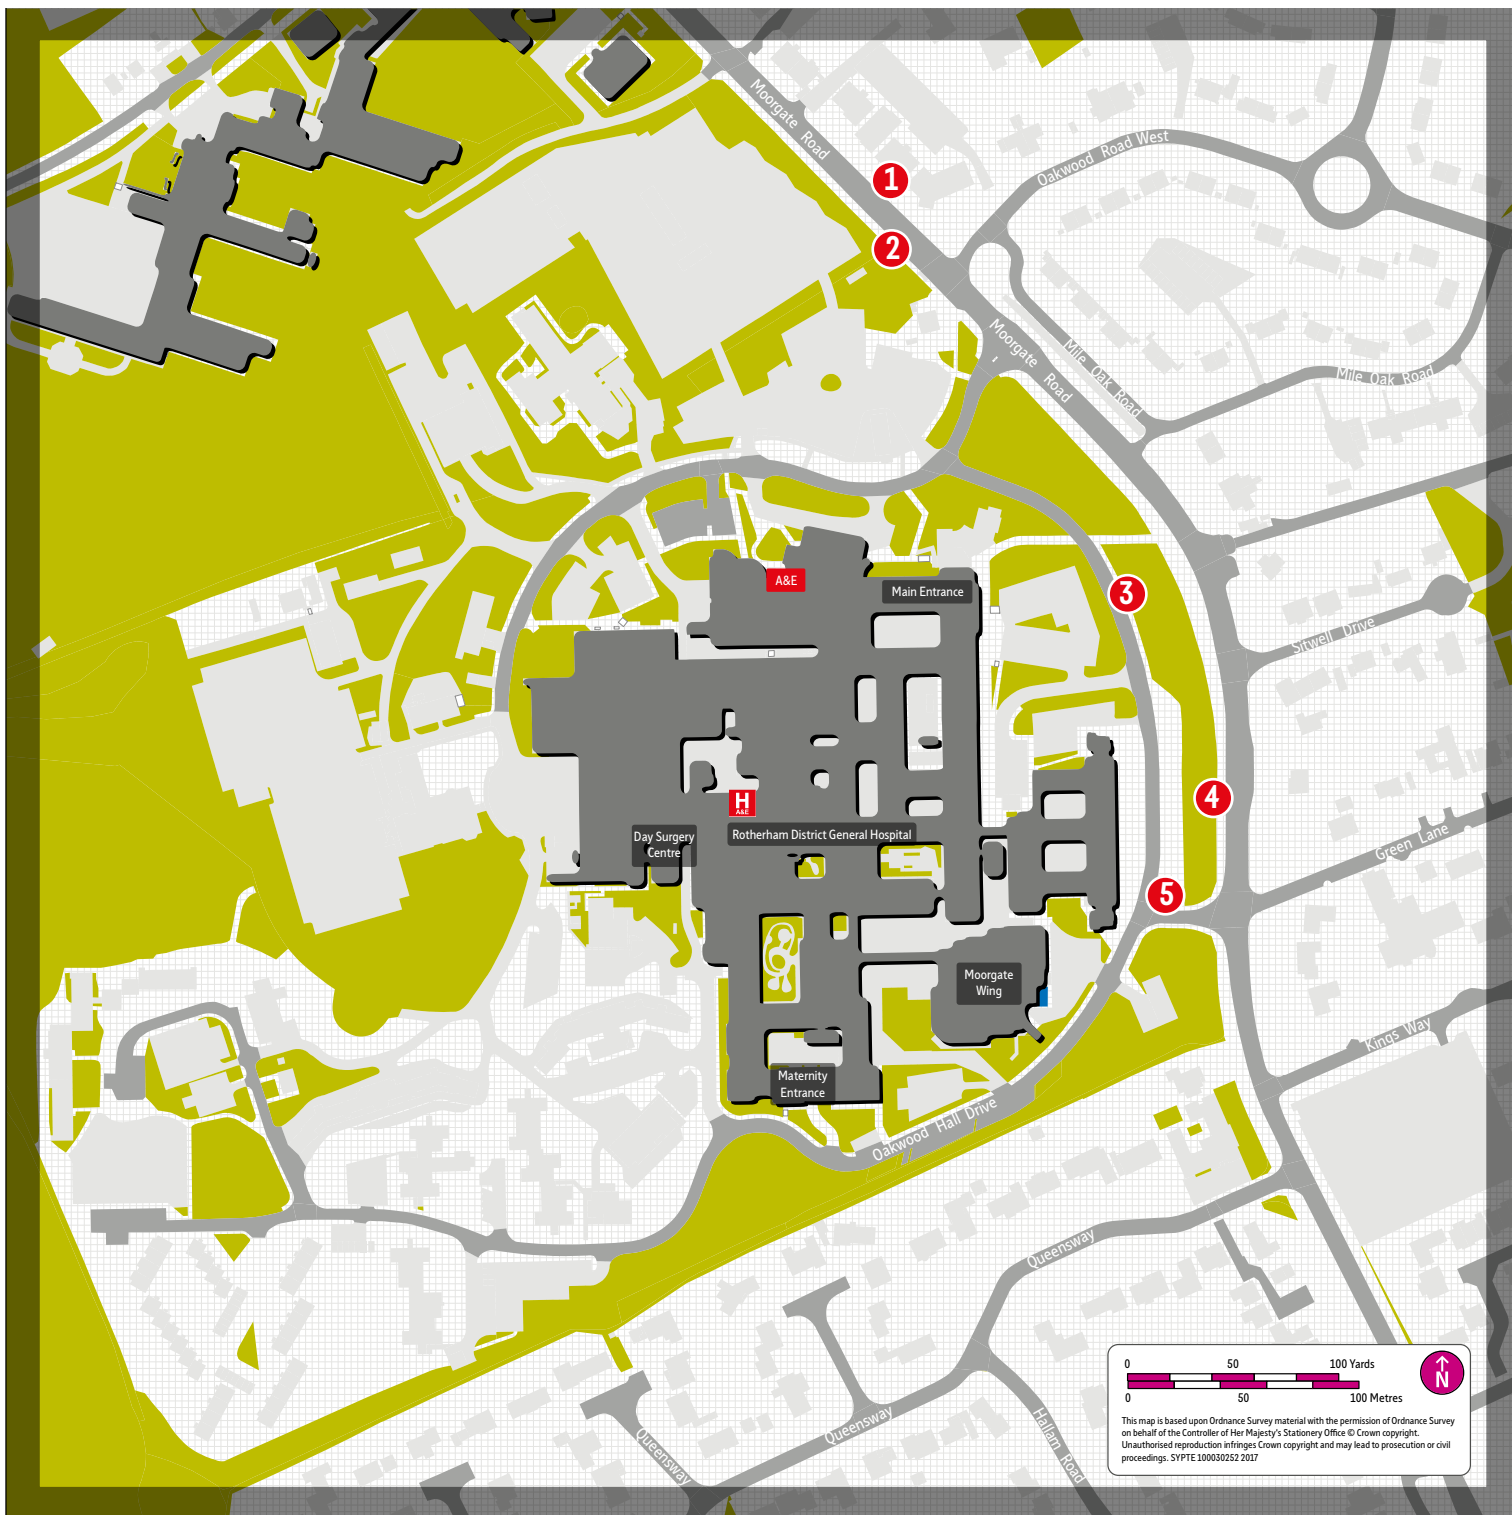 Moorgate Road
Oakwood Road West
1
2
Moorgate Road
Mile Oak Road
Mile Oak Road
A&E
Main Entrance
3
Sitwell Drive
4
H
A&E
Day Surgery
Centre
Rotherham District General Hospital
Green Lane
5
Moorgate
Wing
Kings Way
Maternity
Entrance
Oakwood Hall Drive
Queensway
Queensway
Queensway
Hallam Road
0 50 100 Yards
0 50 100 Metres
N
This map is based upon Ordnance Survey material with the permission of Ordnance Survey
on behalf of the Controller of Her Majesty's Stationery Office © Crown copyright.
Unauthorised reproduction infringes Crown copyright and may lead to prosecution or civil
proceedings. SYPTE 100030252 2017